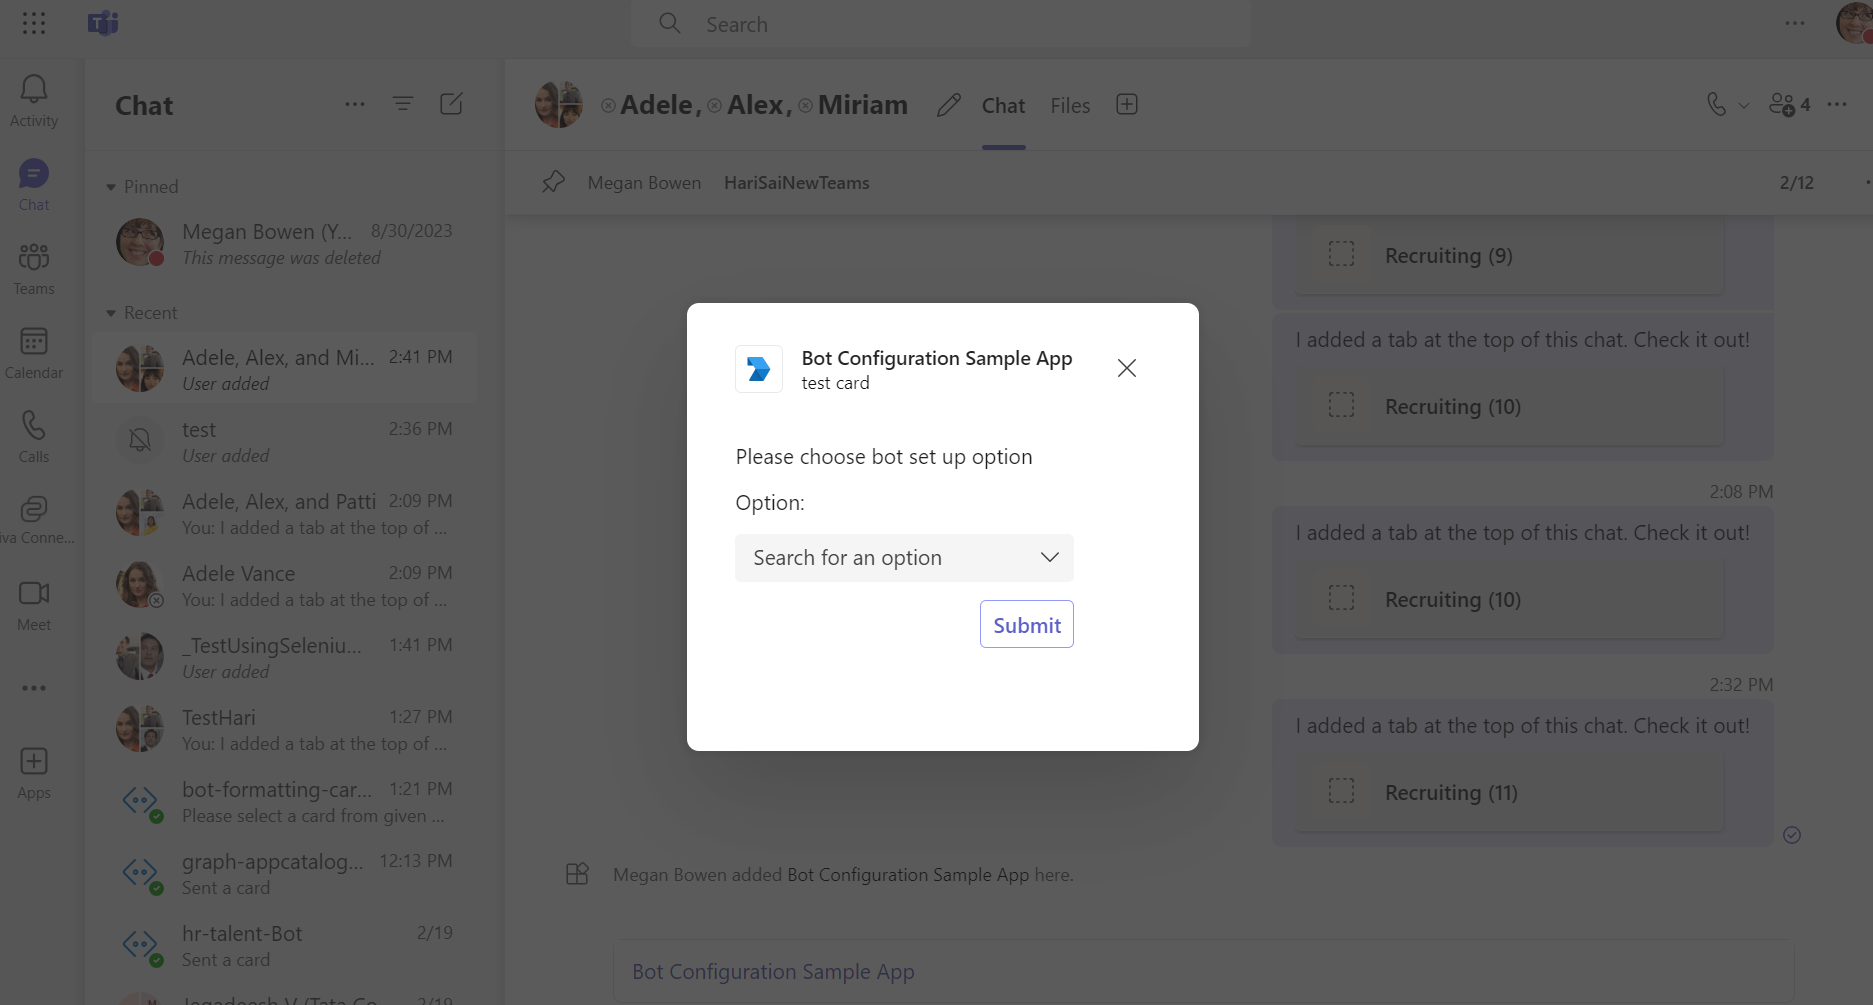 Search
Activity
Chat
Teams
Calendar
Calls
iva Conne...
Meet
Apps
Chat
Pinned
Megan Bowen (Y... 8/30/2023
This message was deleted
Recent
Adele, Alex, and Mi... 2:41 PM
User added
test 2:36 PM
User added
Adele, Alex, and Patti 2:09 PM
You: I added a tab at the top of ...
Adele Vance 2:09 PM
You: I added a tab at the top of ...
_TestUsingSeleniu... 1:41 PM
User added
TestHari 1:27 PM
You: I added a tab at the top of ...
bot-formatting-car... 1:21 PM
Please select a card from given ...
graph-appcatalog... 12:13 PM
Sent a card
hr-talent-Bot 2/19
Sent a card
Jegadeesh V (Tata Co... 2/19
Adele, Alex, Miriam Chat Files 4
Megan Bowen HariSaiNewTeams 2/12
Recruiting (9)
I added a tab at the top of this chat. Check it out!
Recruiting (10)
2:08 PM
I added a tab at the top of this chat. Check it out!
Recruiting (10)
2:32 PM
I added a tab at the top of this chat. Check it out!
Recruiting (11)
Megan Bowen added Bot Configuration Sample App here.
Bot Configuration Sample App
Bot Configuration Sample App
test card
Please choose bot set up option
Option:
Search for an option
Submit